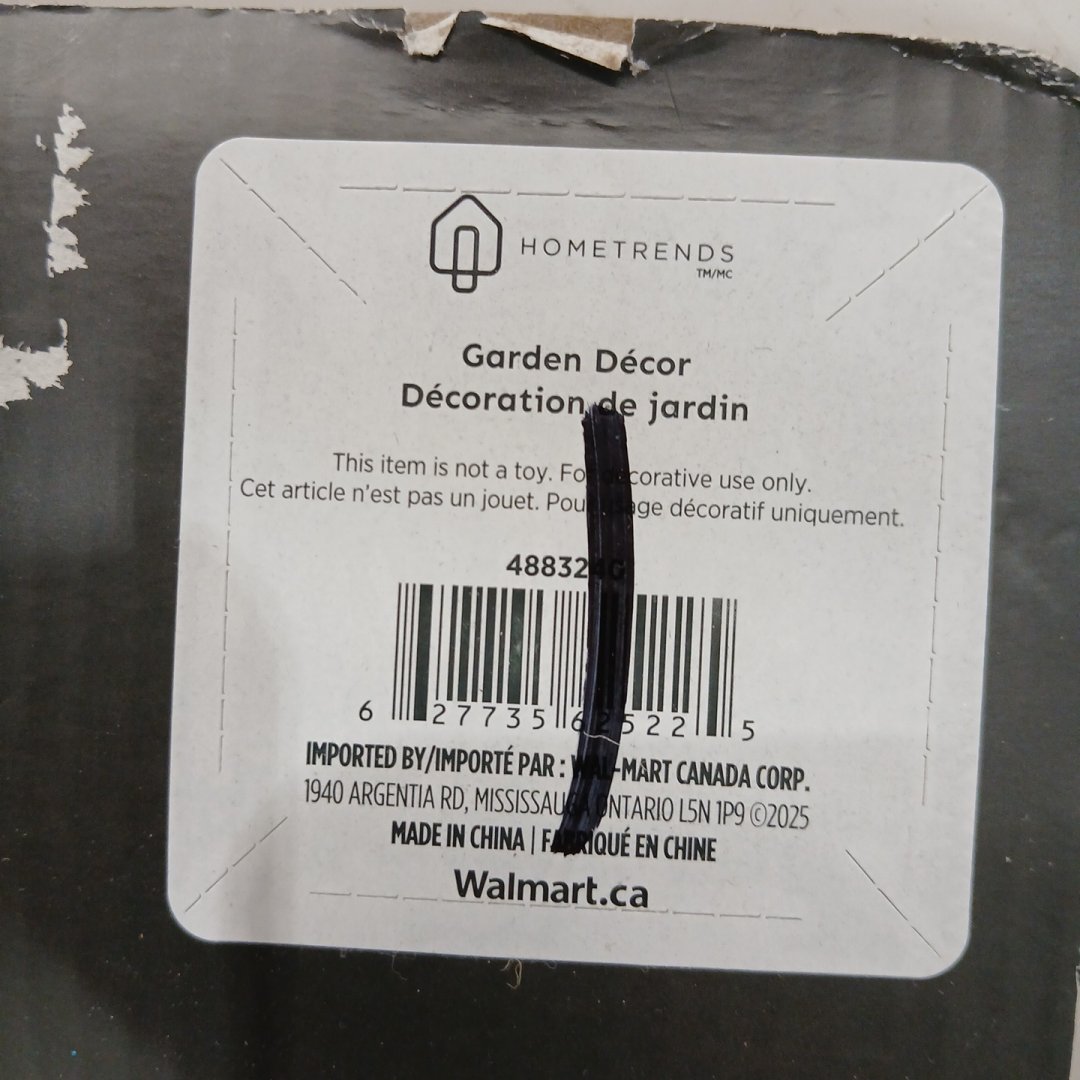 HOMETRENDS
TM/MC
Garden Décor
Décoration de jardin
This item is not a toy. For decorative use only.
Cet article n'est pas un jouet. Pour usage décoratif uniquement.
6 27735 62522 5
IMPORTED BY/IMPORTÉ PAR : WAL-MART CANADA CORP.
1940 ARGENTIA RD, MISSISSAUGA ONTARIO L5N 1P9 ©2025
MADE IN CHINA | FABRIQUÉ EN CHINE
Walmart.ca